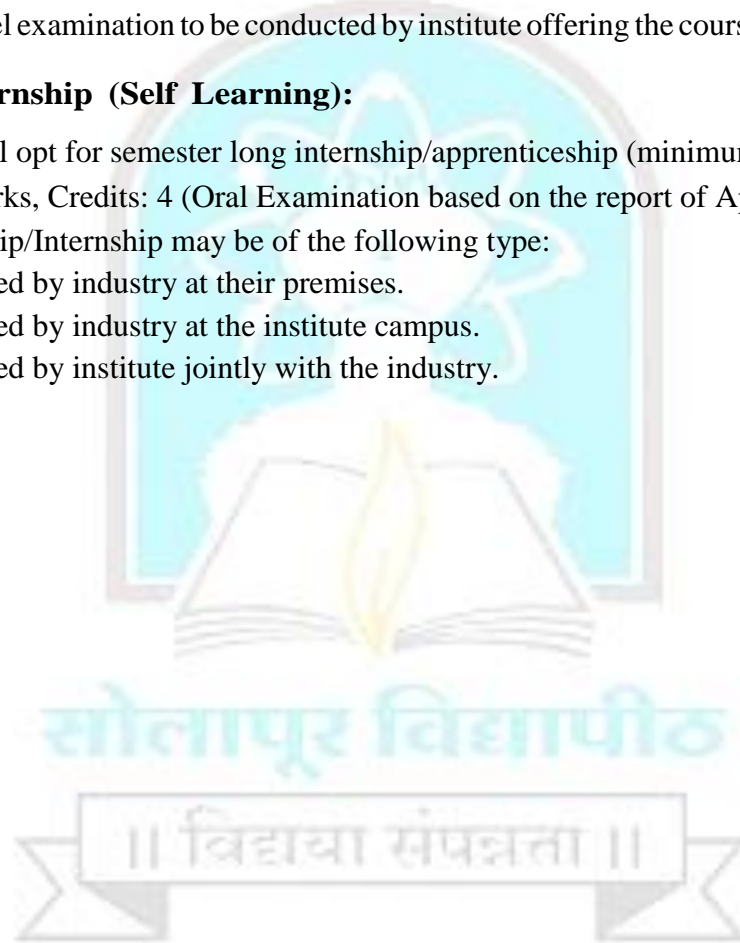 el examination to be conducted by institute offering the cours
rnship (Self Learning):
l opt for semester long internship/apprenticeship (minimum
rks, Credits: 4 (Oral Examination based on the report of Ap
ip/Internship may be of the following type:
ed by industry at their premises.
ed by industry at the institute campus.
ed by institute jointly with the industry.
सोलापूर विद्यापीठ
|| विद्यया संपन्नता ||